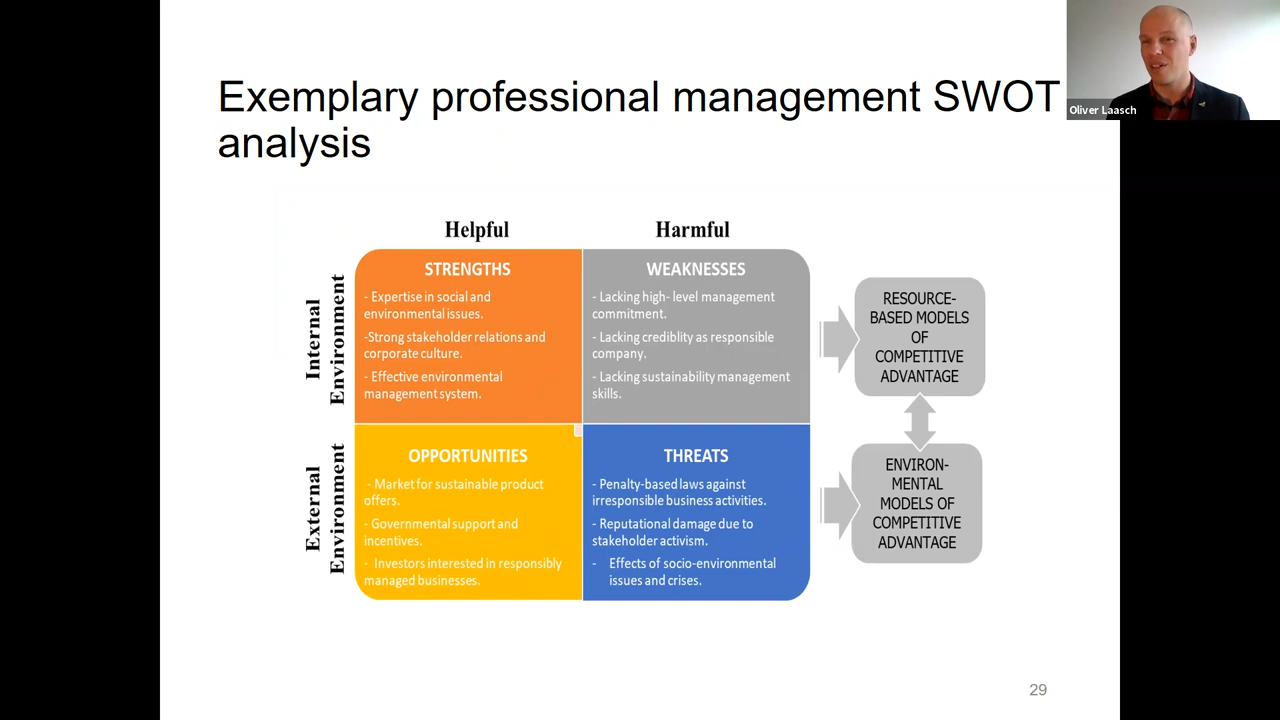 Exemplary professional management SWOT
analysis
Oliver Laasch
Helpful
Harmful
Internal
Environment
STRENGTHS
- Expertise in social and
environmental issues.
-Strong stakeholder relations and
corporate culture.
- Effective environmental
management system.
WEAKNESSES
- Lacking high- level management
commitment.
- Lacking crediblity as responsible
company.
- Lacking sustainability management
skills.
RESOURCE-
BASED MODELS
OF
COMPETITIVE
ADVANTAGE
External
Environment
OPPORTUNITIES
- Market for sustainable product
offers.
- Governmental support and
incentives.
- Investors interested in responsibly
managed businesses.
THREATS
- Penalty-based laws against
irresponsible business activities.
- Reputational damage due to
stakeholder activism.
- Effects of socio-environmental
issues and crises.
ENVIRON-
MENTAL
MODELS OF
COMPETITIVE
ADVANTAGE
29